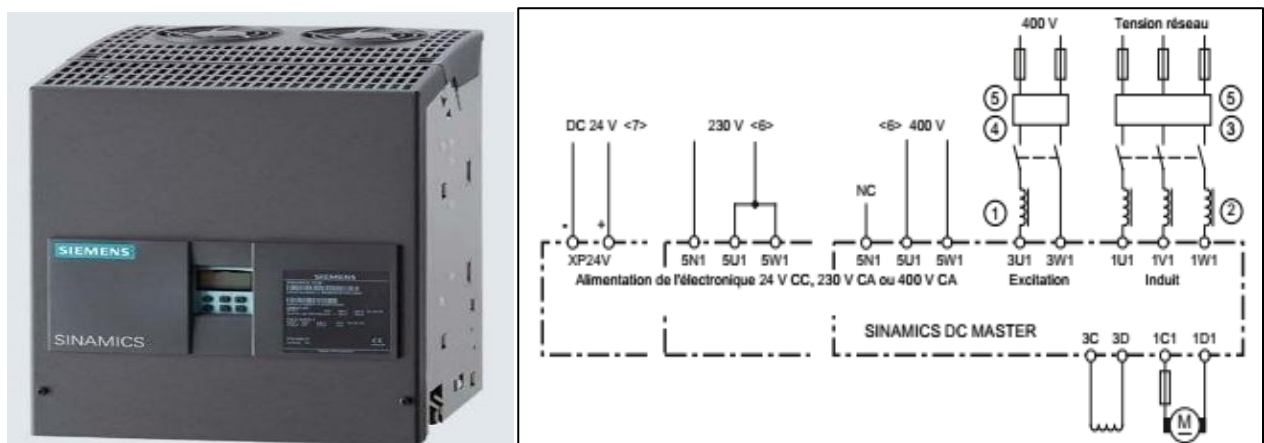 SIEMENS
SINAMICS
SIEMENS
400 V Tension réseau
5 5
DC 24 V <7> 230 V <6> <6> 400 V 4 3
NC
1 2
- +
XP24V 5N1 5U1 5W1 5N1 5U1 5W1 3U1 3W1 1U1 1V1 1W1
Alimentation de l'électronique 24 V CC, 230 V CA ou 400 V CA Excitation Induit
SINAMICS DC MASTER
3C 3D 1C1 1D1
M